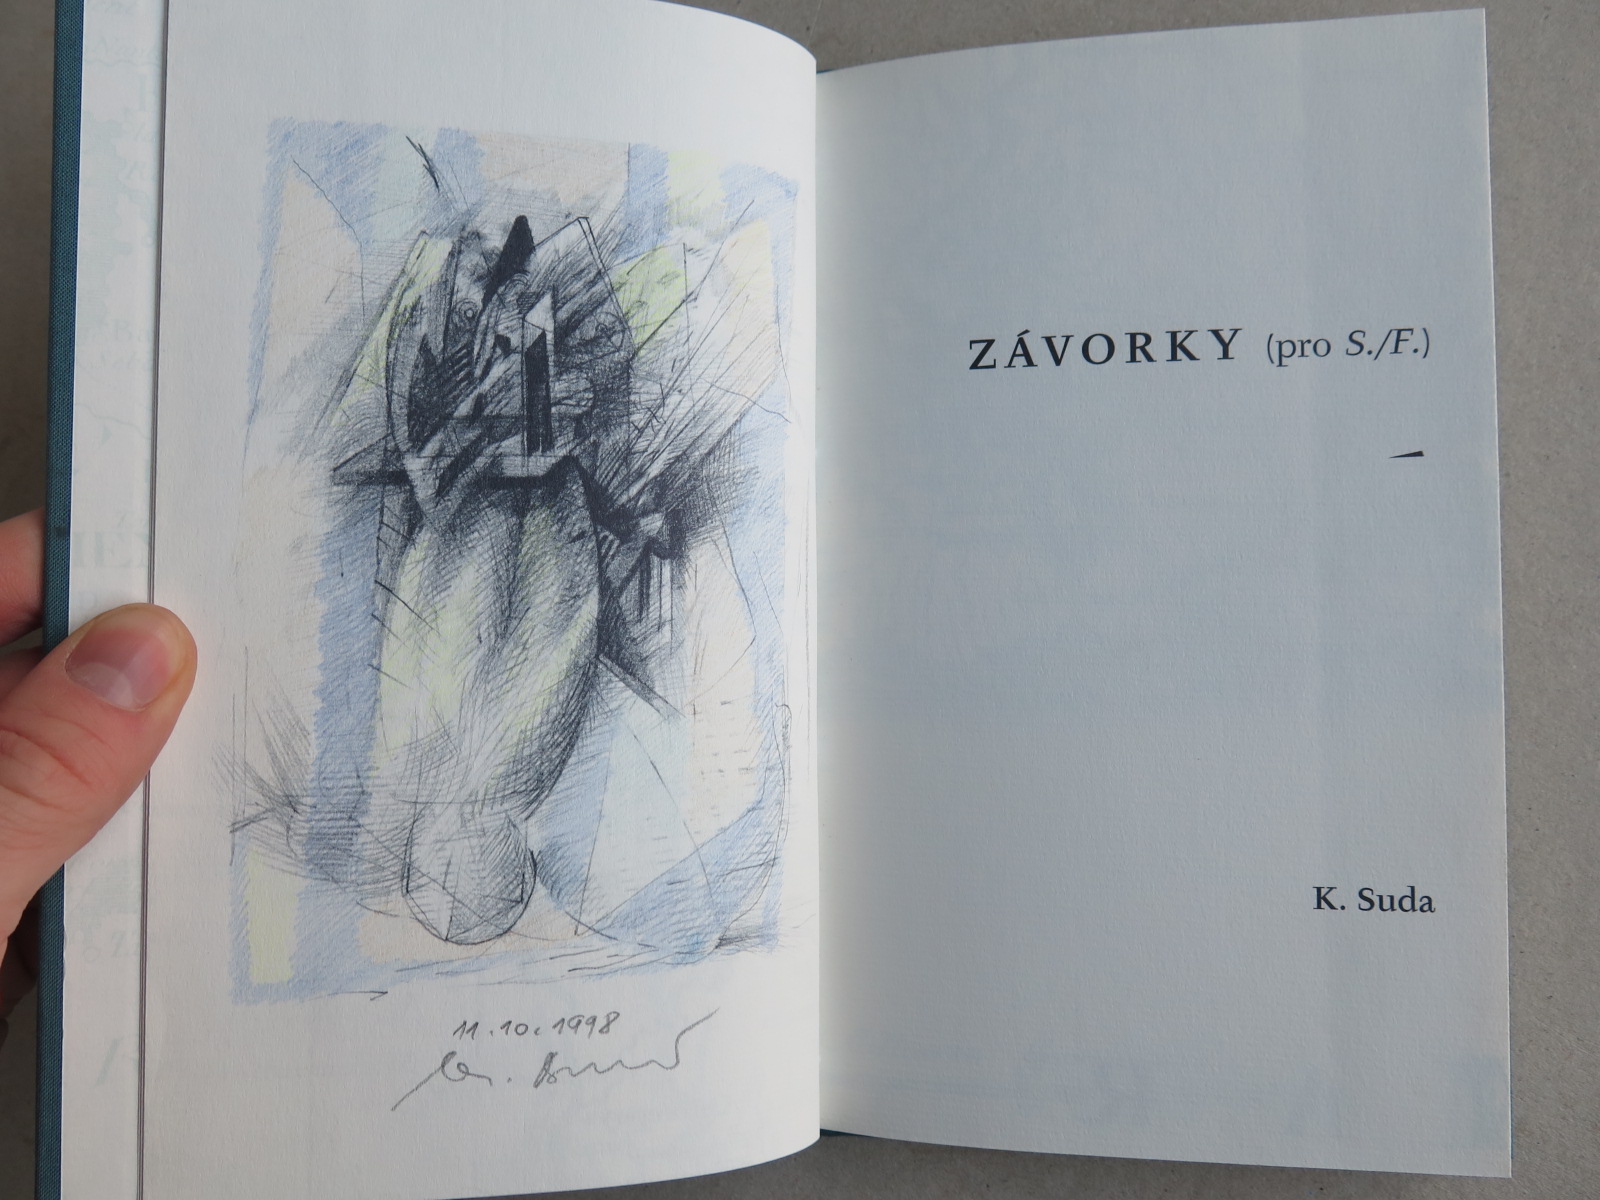 11.10.1998
ZÁVORKY (pro S./F.)
K. Suda